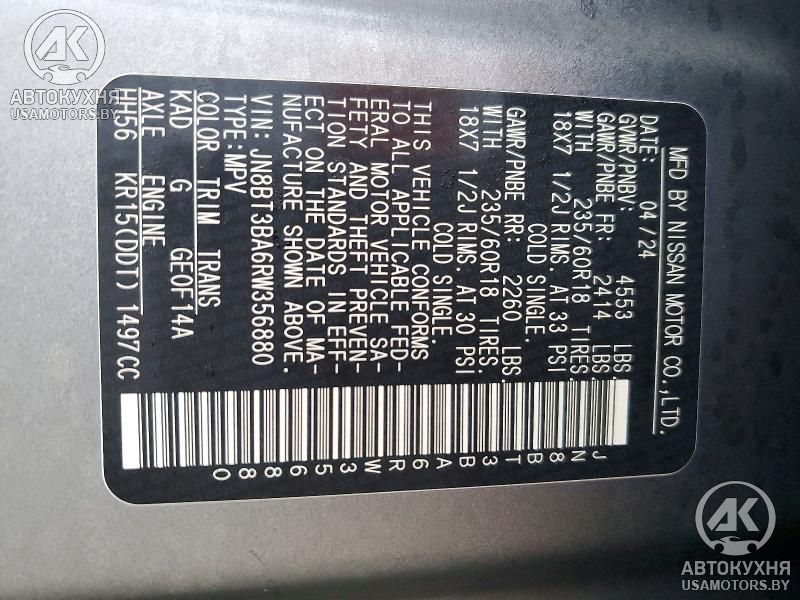 MFD BY NISSAN MOTOR CO.,LTD.
DATE: 04/24
GVWR/PNBV: 4553 LBS.
GAWR/PNBE FR: 2414 LBS.
WITH 235/60R18 TIRES.
18X7 1/2J RIMS. AT 33 PSI
COLD SINGLE.
GAWR/PNBE RR: 2260 LBS.
WITH 235/60R18 TIRES.
18X7 1/2J RIMS. AT 30 PSI
COLD SINGLE.
THIS VEHICLE CONFORMS
TO ALL APPLICABLE FED-
ERAL MOTOR VEHICLE SA-
FETY AND THEFT PREVEN-
TION STANDARDS IN EFF-
ECT ON THE DATE OF MA-
NUFACTURE SHOWN ABOVE.
VIN: JN8BT3BA6RW356880
TYPE:MPV
COLOR TRIM TRANS
KAD G GE0F14A
AXLE ENGINE
HH56 KR15(DDT) 1497CC
JN8BT3BA6RW356880
АВТОКУХНЯ
USAMOTORS.BY
АВТОКУХНЯ
USAMOTORS.BY